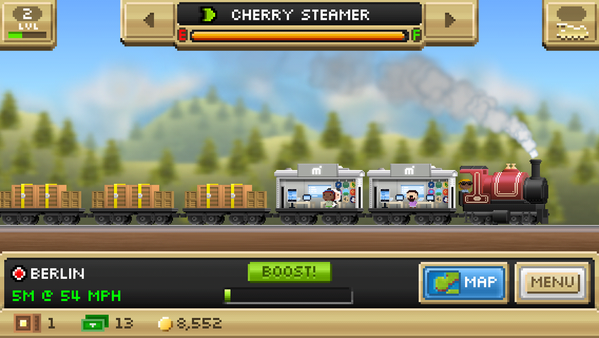 2
LVL
CHERRY STEAMER
E
F
m
m
BERLIN
BOOST!
5M @ 54 MPH
MAP
MENU
1
13
8,552